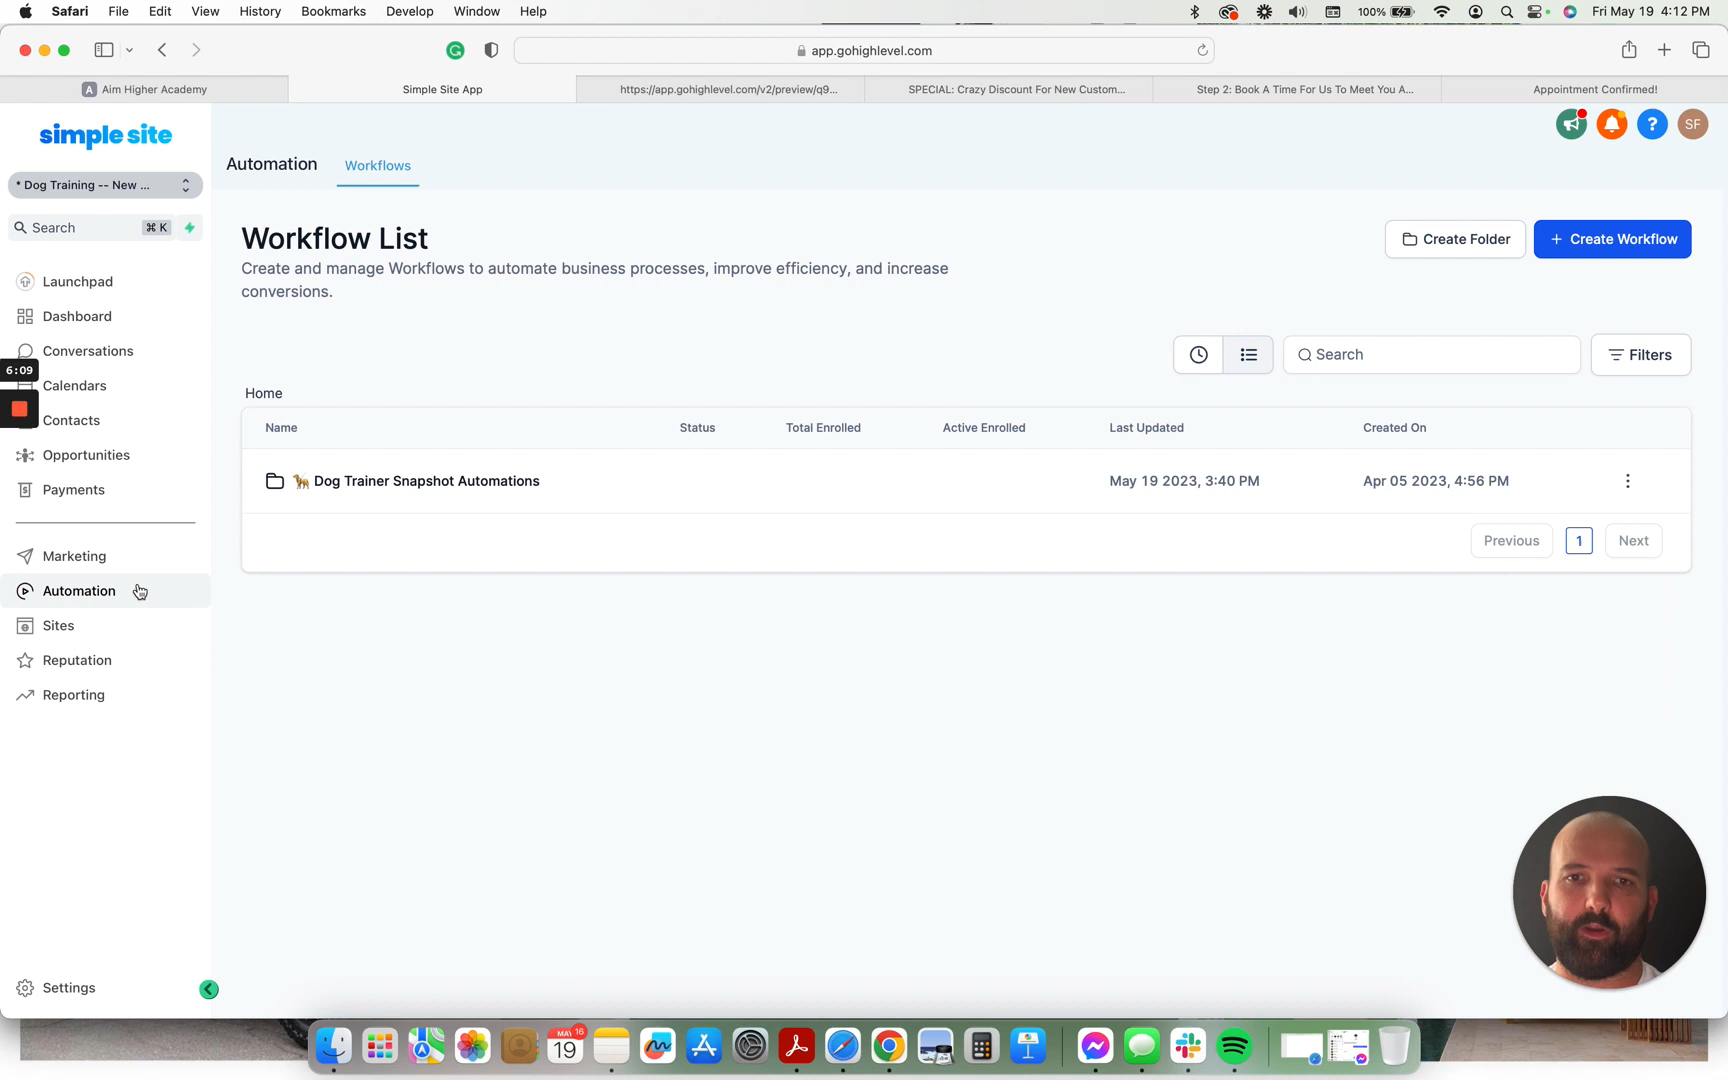 Safari File Edit View History Bookmarks Develop Window Help 100% Fri May 19 4:12 PM
app.gohighlevel.com
A Aim Higher Academy Simple Site App https://app.gohighlevel.com/v2/preview/q9... SPECIAL: Crazy Discount For New Custom... Step 2: Book A Time For Us To Meet You A... Appointment Confirmed!
simple site
? SF
Automation Workflows
* Dog Training -- New ...
Search ⌘ K
Workflow List
Create Folder
+ Create Workflow
Create and manage Workflows to automate business processes, improve efficiency, and increase
conversions.
Launchpad
Dashboard
Conversations
6:09
Calendars
Contacts
Opportunities
Payments
Marketing
Automation
Sites
Reputation
Reporting
Settings
Search
Filters
Home
Name Status Total Enrolled Active Enrolled Last Updated Created On
🐕 Dog Trainer Snapshot Automations May 19 2023, 3:40 PM Apr 05 2023, 4:56 PM
Previous 1 Next
MAY 16
19